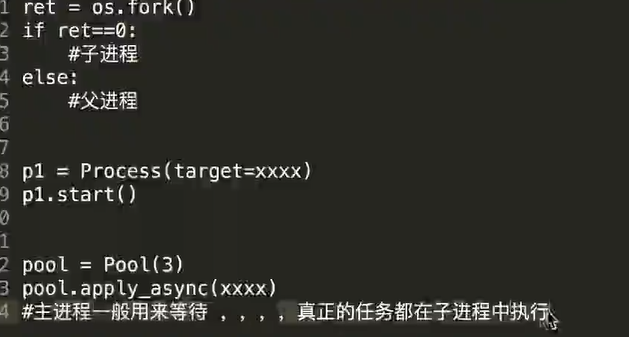 1 ret = os.fork()
2 if ret==0:
3     #子进程
4 else:
5     #父进程
6
7
8 p1 = Process(target=xxxx)
9 p1.start()
0
1
2 pool = Pool(3)
3 pool.apply_async(xxxx)
4 #主进程一般用来等待 , , , , 真正的任务都在子进程中执行